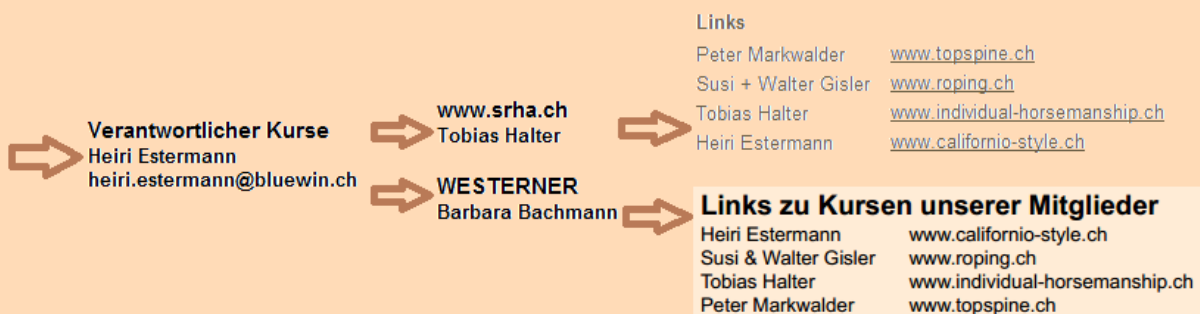 Verantwortlicher Kurse
Heiri Estermann
heiri.estermann@bluewin.ch
www.srha.ch
Tobias Halter
WESTERNER
Barbara Bachmann
Links
Peter Markwalder www.topspine.ch
Susi + Walter Gisler www.roping.ch
Tobias Halter www.individual-horsemanship.ch
Heiri Estermann www.californio-style.ch
Links zu Kursen unserer Mitglieder
Heiri Estermann www.californio-style.ch
Susi & Walter Gisler www.roping.ch
Tobias Halter www.individual-horsemanship.ch
Peter Markwalder www.topspine.ch